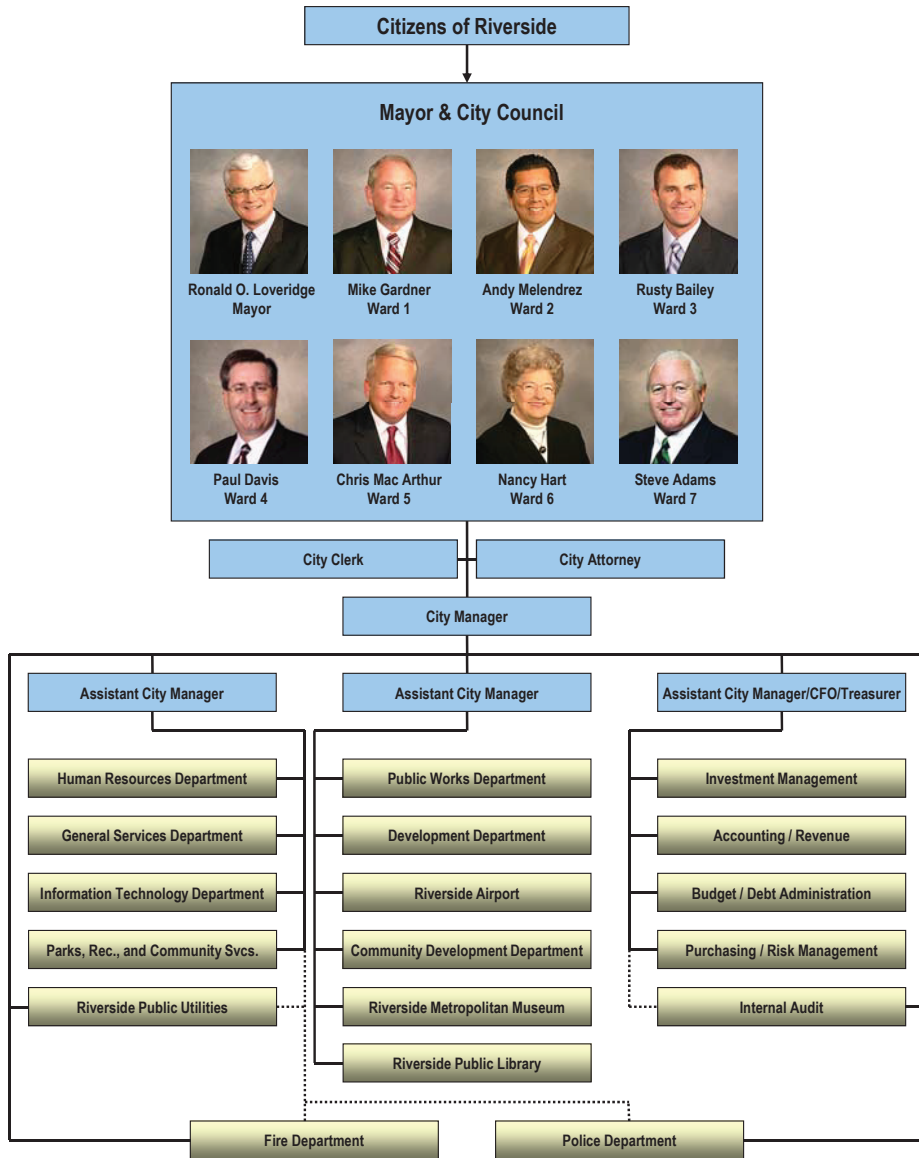 Citizens of Riverside
Mayor & City Council
Ronald O. Loveridge
Mayor
Mike Gardner
Ward 1
Andy Melendrez
Ward 2
Rusty Bailey
Ward 3
Paul Davis
Ward 4
Chris Mac Arthur
Ward 5
Nancy Hart
Ward 6
Steve Adams
Ward 7
City Clerk
City Attorney
City Manager
Assistant City Manager
Assistant City Manager
Assistant City Manager/CFO/Treasurer
Human Resources Department
Public Works Department
Investment Management
General Services Department
Development Department
Accounting / Revenue
Information Technology Department
Riverside Airport
Budget / Debt Administration
Parks, Rec., and Community Svcs.
Community Development Department
Purchasing / Risk Management
Riverside Public Utilities
Riverside Metropolitan Museum
Internal Audit
Riverside Public Library
Fire Department
Police Department